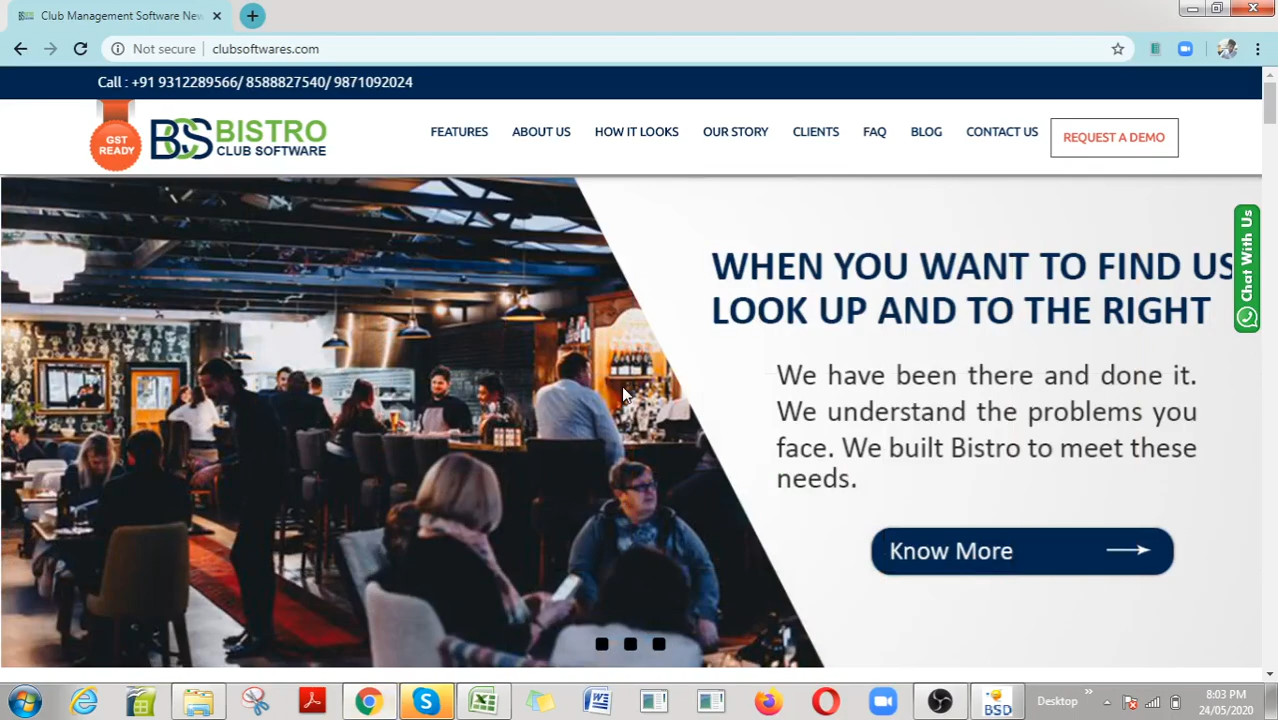 Club Management Software New
Not secure
clubsoftwares.com
Call : +91 9312289566/ 8588827540/ 9871092024
GST
READY
BCS BISTRO
CLUB SOFTWARE
FEATURES
ABOUT US
HOW IT LOOKS
OUR STORY
CLIENTS
FAQ
BLOG
CONTACT US
REQUEST A DEMO
Chat With Us
WHEN YOU WANT TO FIND US
LOOK UP AND TO THE RIGHT
We have been there and done it.
We understand the problems you
face. We built Bistro to meet these
needs.
Know More
BSD
Desktop
8:03 PM
24/05/2020